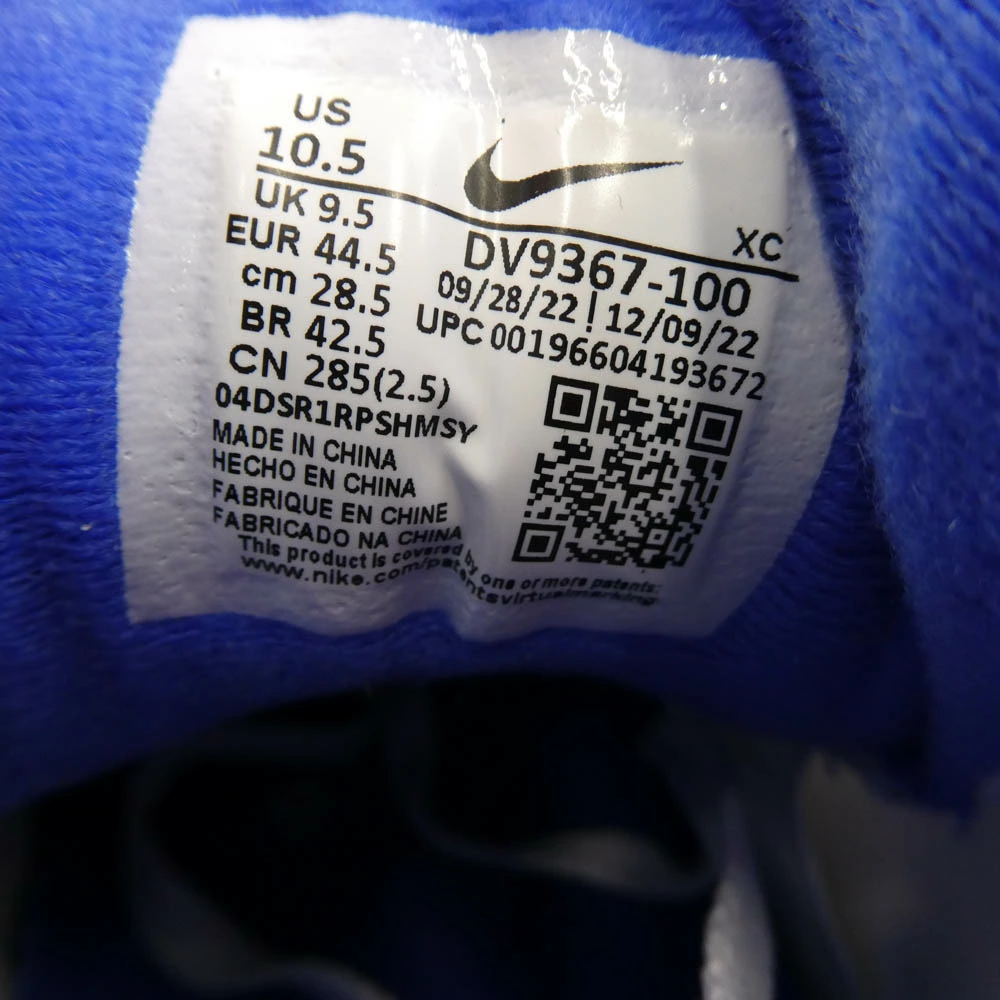 US
10.5
UK 9.5
EUR 44.5
cm 28.5
BR 42.5
CN 285(2.5)
04DSR1RPSHMSY
MADE IN CHINA
HECHO EN CHINA
FABRIQUE EN CHINE
FABRICADO NA CHINA
This product is covered by one or more patents:
www.nike.com/patentsvirtualmarking
XC
DV9367-100
09/28/22 | 12/09/22
UPC 00196604193672